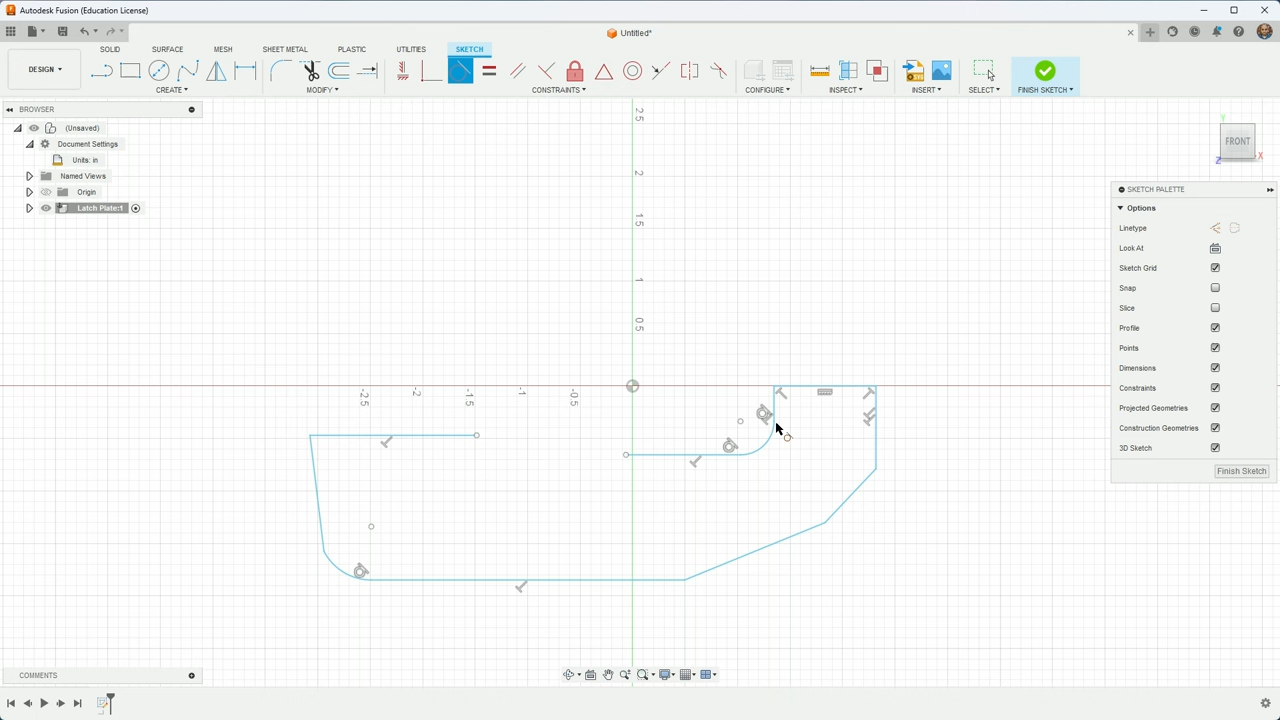 Autodesk Fusion (Education License)
Untitled*
SOLID SURFACE MESH SHEET METAL PLASTIC UTILITIES SKETCH
DESIGN
CREATE MODIFY CONSTRAINTS CONFIGURE INSPECT INSERT SELECT FINISH SKETCH
BROWSER
(Unsaved)
Document Settings
Units: in
Named Views
Origin
Latch Plate:1
2.5
2
1.5
1
0.5
-2.5 -2 -1.5 -1 -0.5
Y
FRONT
X
Z
SKETCH PALETTE
Options
Linetype
Look At
Sketch Grid
Snap
Slice
Profile
Points
Dimensions
Constraints
Projected Geometries
Construction Geometries
3D Sketch
Finish Sketch
COMMENTS